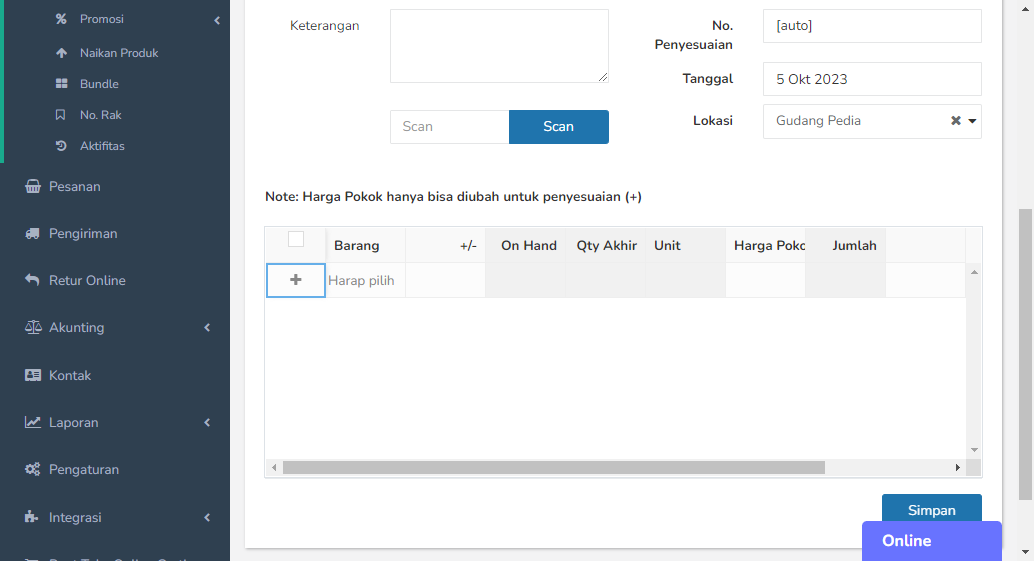 Promosi
Naikan Produk
Bundle
No. Rak
Aktifitas
Pesanan
Pengiriman
Retur Online
Akunting
Kontak
Laporan
Pengaturan
Integrasi
Keterangan
No. Penyesuaian
[auto]
Tanggal
5 Okt 2023
Scan
Scan
Lokasi
Gudang Pedia
Note: Harga Pokok hanya bisa diubah untuk penyesuaian (+)
Barang +/- On Hand Qty Akhir Unit Harga Poko Jumlah
Harap pilih
Simpan
Online